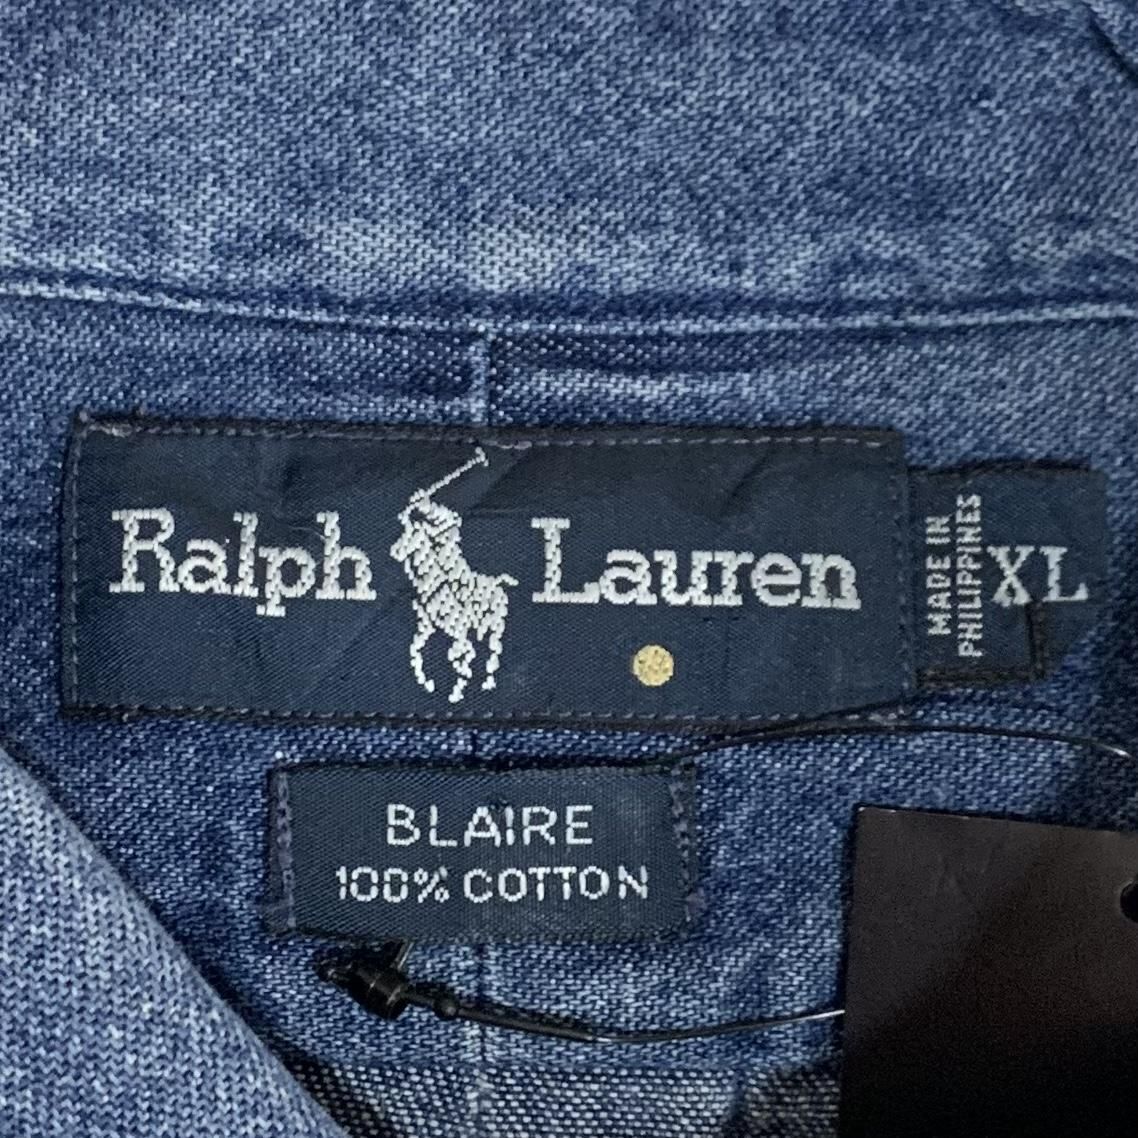 Ralph Lauren
MADE IN
PHILIPPINES
XL
BLAIRE
100% COTTON